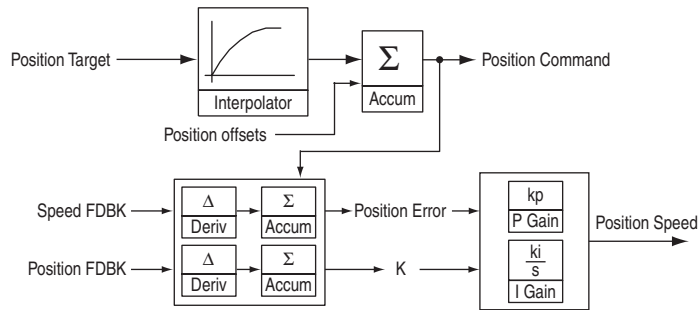 Position Target
Interpolator
Σ
Accum
Position Command
Position offsets
Speed FDBK
Δ
Deriv
Σ
Accum
Position Error
kp
P Gain
Position Speed
Position FDBK
Δ
Deriv
Σ
Accum
K
ki
s
I Gain